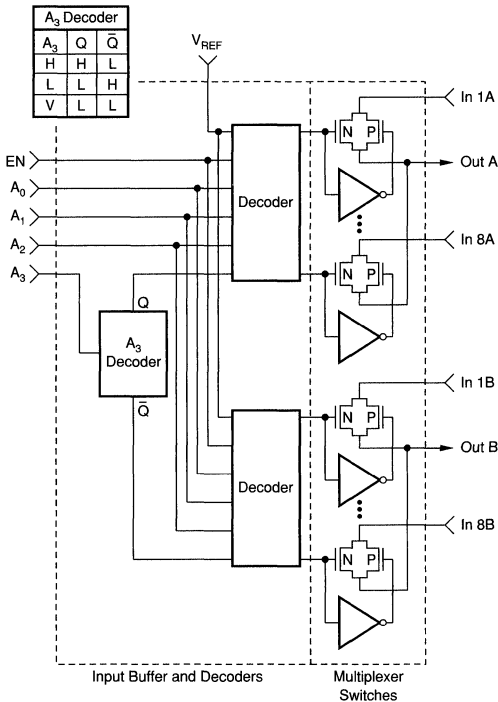 A₃ Decoder
A₃ Q Q̅
H H L
L L H
V L L
V_REF
In 1A
EN
N P
Out A
A₀
Decoder
A₁
In 8A
A₂
N P
A₃
Q
A₃
Decoder
Q̅
In 1B
N P
Out B
Decoder
In 8B
N P
Input Buffer and Decoders
Multiplexer
Switches